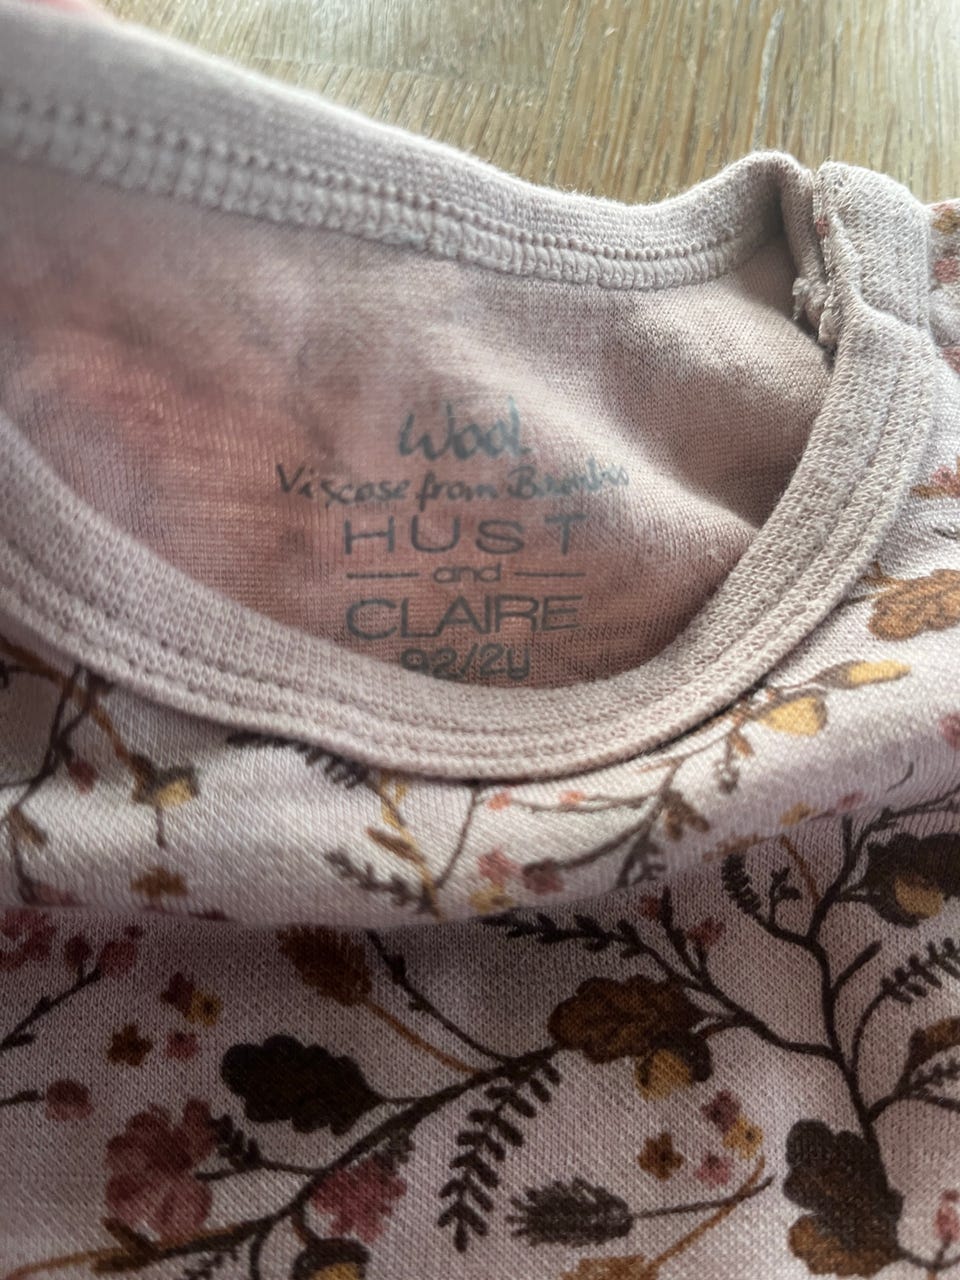 Wool
Viscose from Bamboo
HUST
and
CLAIRE
92/2y